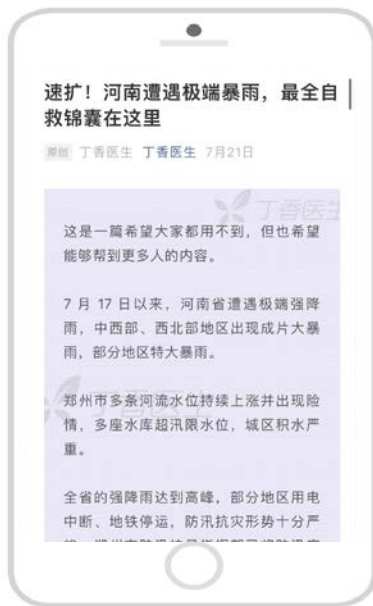 速扩！河南遭遇极端暴雨，最全自
救锦囊在这里
原创 丁香医生 丁香医生 7月21日
丁香医生
这是一篇希望大家都用不到，但也希望
能够帮到更多人的内容。
7 月 17 日以来，河南省遭遇极端强降
雨，中西部、西北部地区出现成片大暴
雨，部分地区特大暴雨。
丁香医生
郑州市多条河流水位持续上涨并出现险
情，多座水库超汛限水位，城区积水严
重。
全省的强降雨达到高峰，部分地区用电
中断、地铁停运，防汛抗灾形势十分严